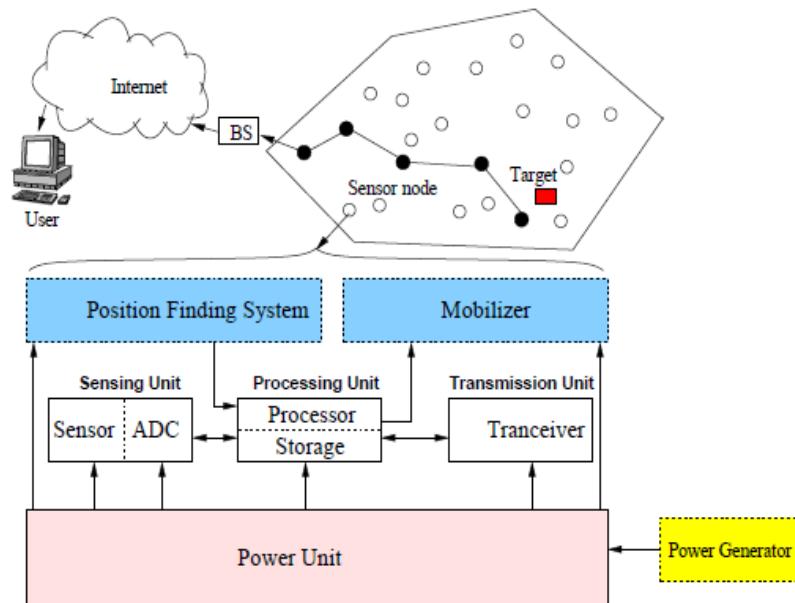 Internet
BS
User
Sensor node
Target
Position Finding System
Mobilizer
Sensing Unit
Processing Unit
Transmission Unit
Sensor
ADC
Processor
Storage
Tranceiver
Power Unit
Power Generator